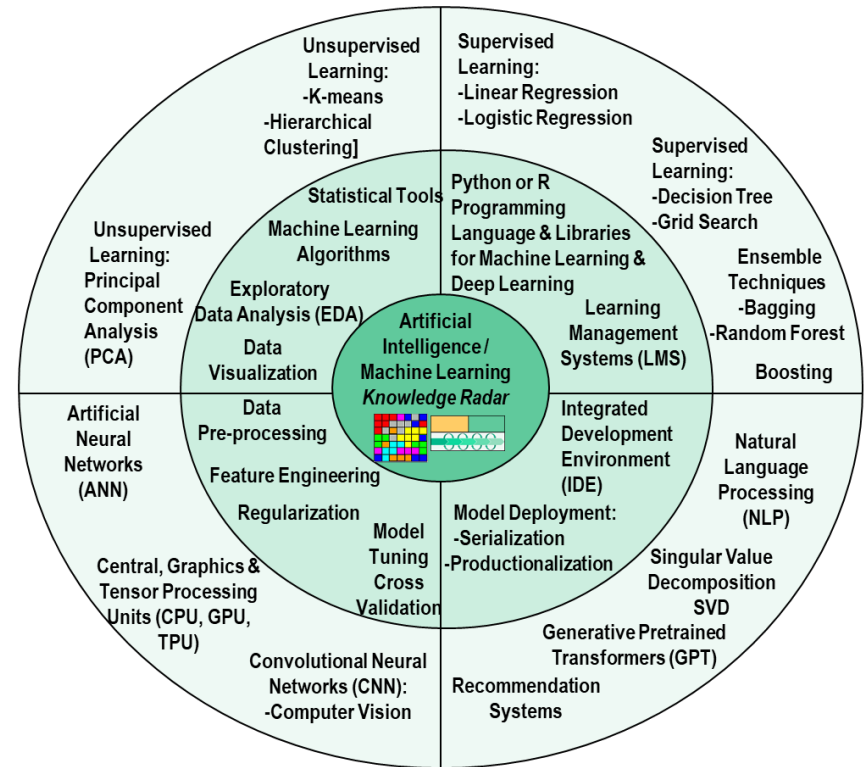 Unsupervised
Learning:
-K-means
-Hierarchical
Clustering]
Supervised
Learning:
-Linear Regression
-Logistic Regression
Supervised
Learning:
-Decision Tree
-Grid Search
Ensemble
Techniques
-Bagging
-Random Forest
Boosting
Unsupervised
Learning:
Principal
Component
Analysis
(PCA)
Statistical Tools
Machine Learning
Algorithms
Exploratory
Data Analysis (EDA)
Data
Visualization
Python or R
Programming
Language & Libraries
for Machine Learning &
Deep Learning
Learning
Management
Systems (LMS)
Artificial
Intelligence /
Machine Learning
Knowledge Radar
Data
Pre-processing
Feature Engineering
Regularization
Model
Tuning
Cross
Validation
Integrated
Development
Environment
(IDE)
Model Deployment:
-Serialization
-Productionalization
Artificial
Neural
Networks
(ANN)
Central, Graphics &
Tensor Processing
Units (CPU, GPU,
TPU)
Convolutional Neural
Networks (CNN):
-Computer Vision
Natural
Language
Processing
(NLP)
Singular Value
Decomposition
SVD
Generative Pretrained
Transformers (GPT)
Recommendation
Systems